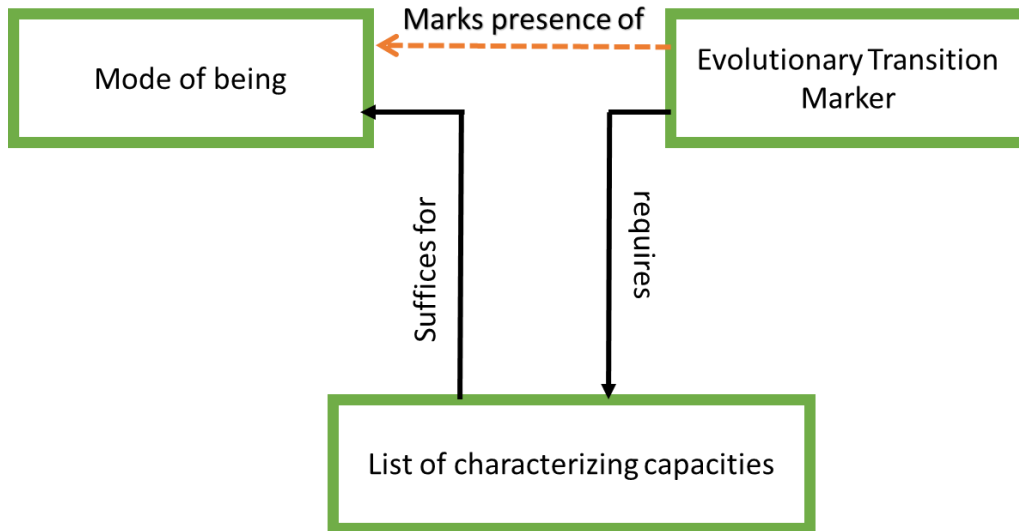 Marks presence of
Mode of being
Evolutionary Transition
Marker
Suffices for
requires
List of characterizing capacities